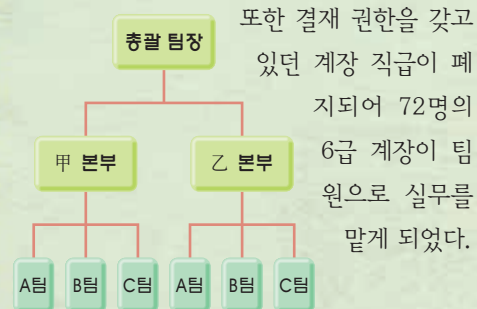 또한 결재 권한을 갖고
있던 계장 직급이 폐
지되어 72명의
6급 계장이 팀
원으로 실무를
맡게 되었다.
총괄 팀장
甲 본부
乙 본부
A팀 B팀 C팀 A팀 B팀 C팀